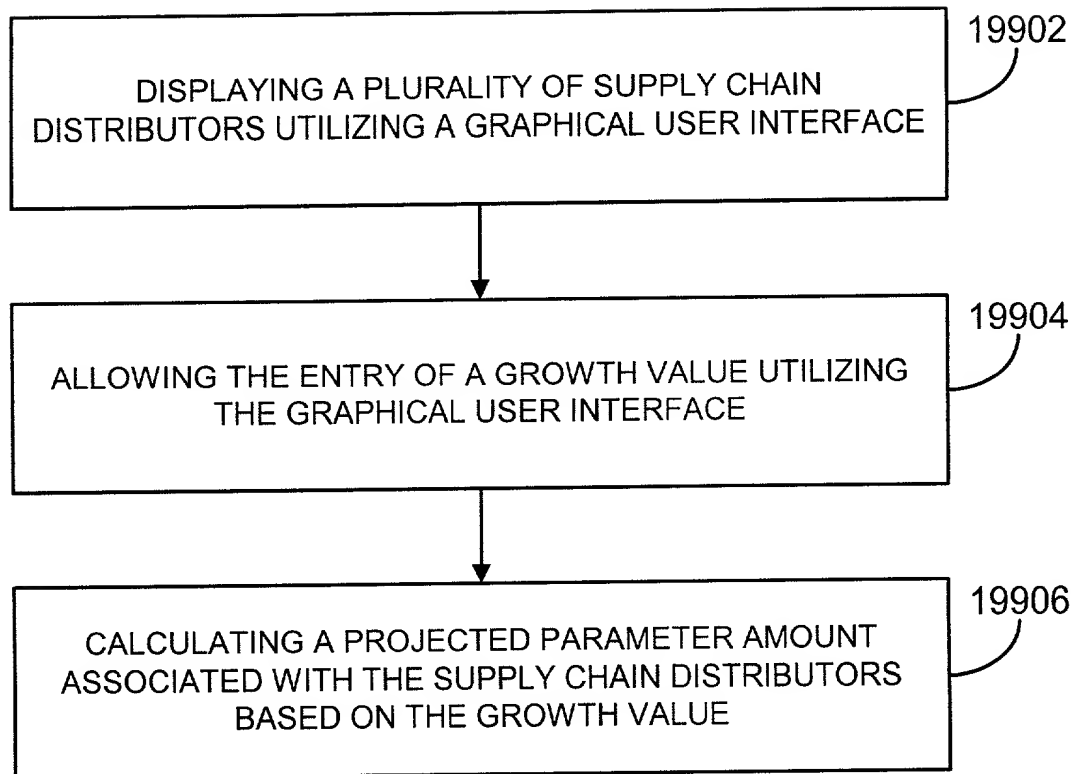 19902
DISPLAYING A PLURALITY OF SUPPLY CHAIN
DISTRIBUTORS UTILIZING A GRAPHICAL USER INTERFACE
19904
ALLOWING THE ENTRY OF A GROWTH VALUE UTILIZING
THE GRAPHICAL USER INTERFACE
19906
CALCULATING A PROJECTED PARAMETER AMOUNT
ASSOCIATED WITH THE SUPPLY CHAIN DISTRIBUTORS
BASED ON THE GROWTH VALUE